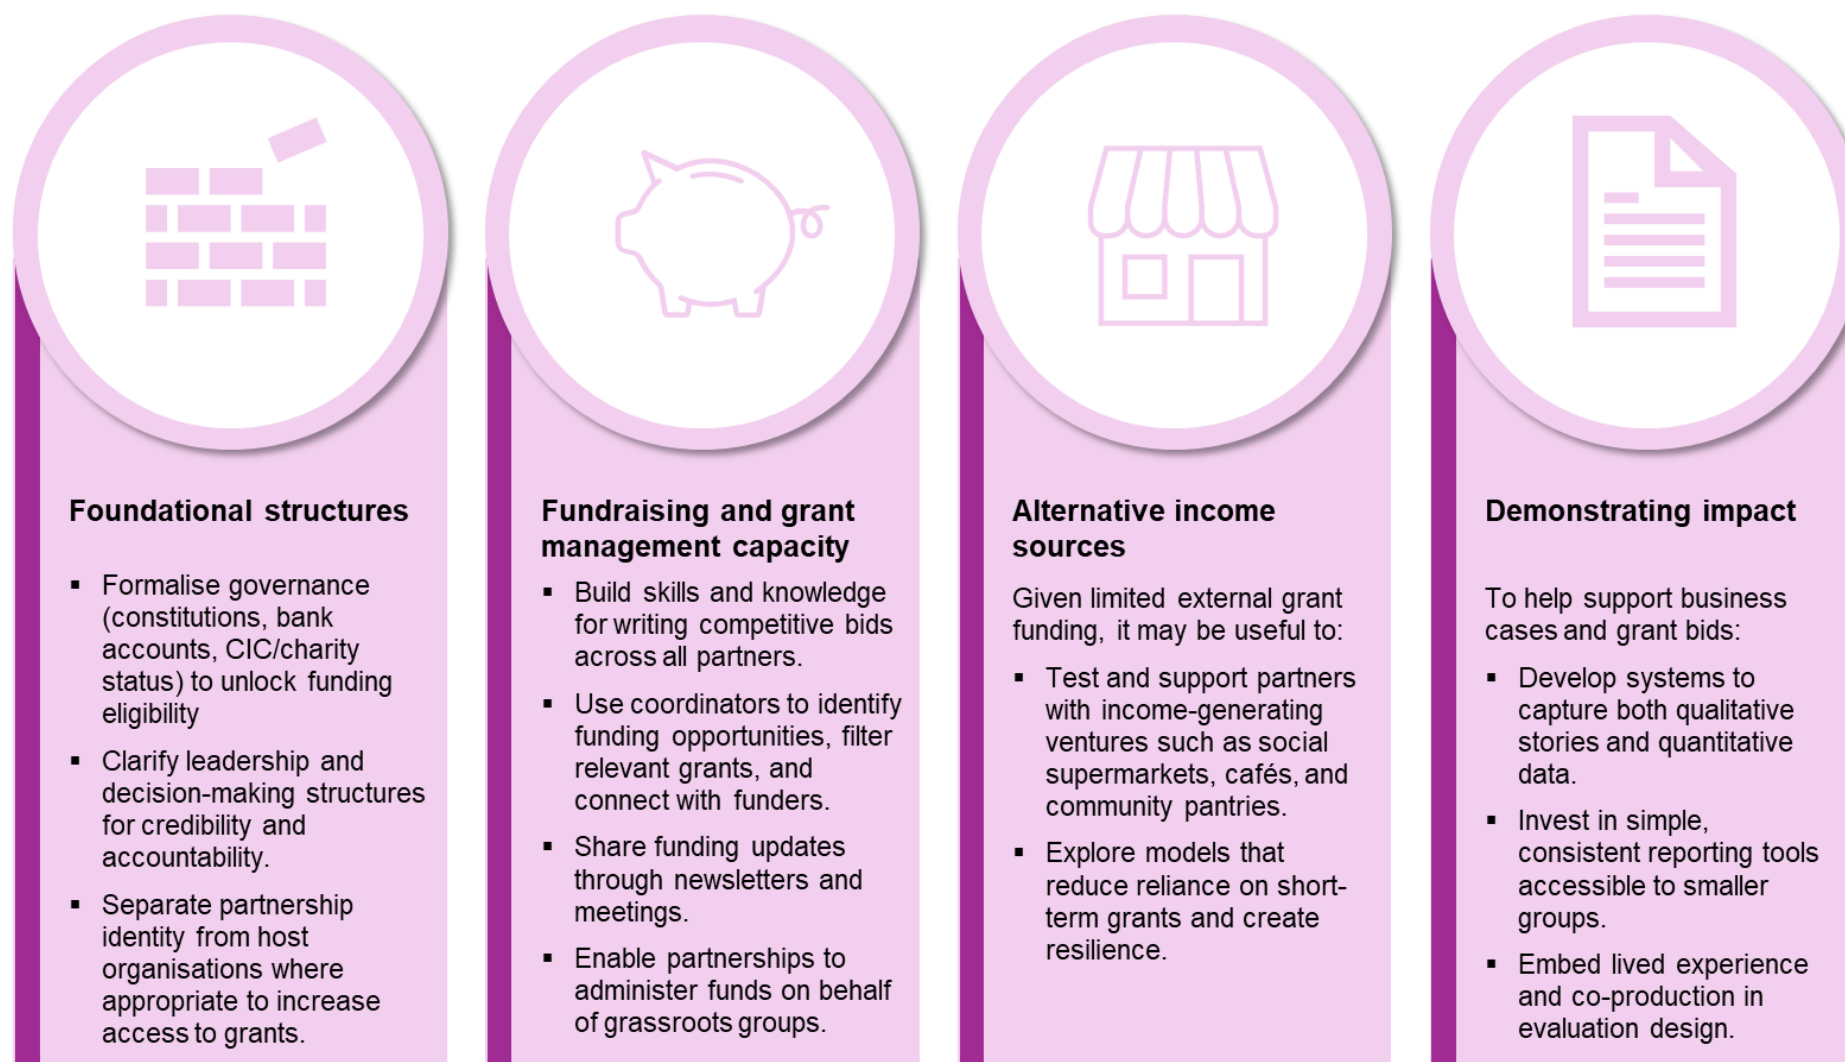 Foundational structures
▪ Formalise governance
(constitutions, bank
accounts, CIC/charity
status) to unlock funding
eligibility
▪ Clarify leadership and
decision-making structures
for credibility and
accountability.
▪ Separate partnership
identity from host
organisations where
appropriate to increase
access to grants.
Fundraising and grant
management capacity
▪ Build skills and knowledge
for writing competitive bids
across all partners.
▪ Use coordinators to identify
funding opportunities, filter
relevant grants, and
connect with funders.
▪ Share funding updates
through newsletters and
meetings.
▪ Enable partnerships to
administer funds on behalf
of grassroots groups.
Alternative income
sources
Given limited external grant
funding, it may be useful to:
▪ Test and support partners
with income-generating
ventures such as social
supermarkets, cafés, and
community pantries.
▪ Explore models that
reduce reliance on short-
term grants and create
resilience.
Demonstrating impact
To help support business
cases and grant bids:
▪ Develop systems to
capture both qualitative
stories and quantitative
data.
▪ Invest in simple,
consistent reporting tools
accessible to smaller
groups.
▪ Embed lived experience
and co-production in
evaluation design.